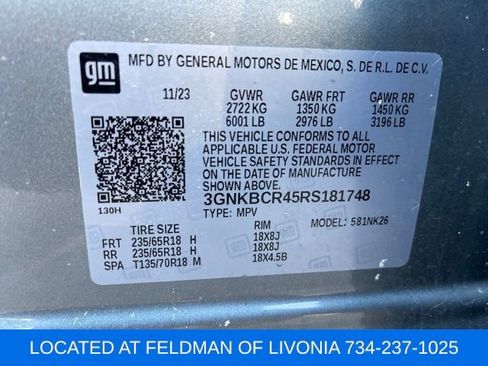 gm
MFD BY GENERAL MOTORS DE MEXICO, S. DE R.L. DE C.V.
11/23 GVWR GAWR FRT GAWR RR
2722 KG 1350 KG 1450 KG
6001 LB 2976 LB 3196 LB
THIS VEHICLE CONFORMS TO ALL
APPLICABLE U.S. FEDERAL MOTOR
VEHICLE SAFETY STANDARDS IN EFFECT
ON THE DATE OF MANUFACTURE
SHOWN ABOVE.
3GNKBCR45RS181748
130H TYPE: MPV MODEL: 581NK26
TIRE SIZE RIM
FRT 235/65R18 H 18X8J
RR 235/65R18 H 18X8J
SPA T135/70R18 M 18X4.5B
LOCATED AT FELDMAN OF LIVONIA 734-237-1025